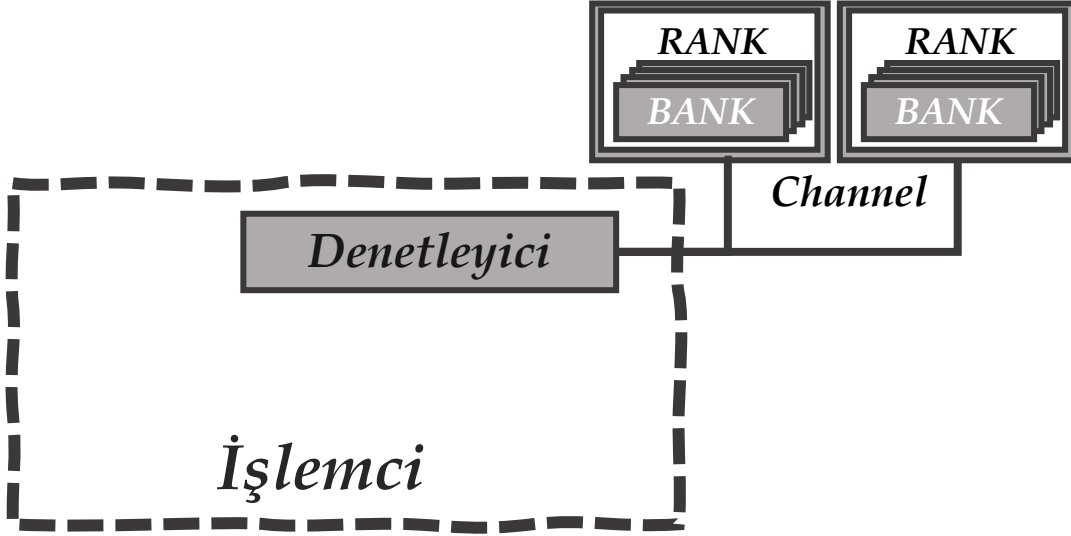 RANK
BANK
RANK
BANK
Channel
Denetleyici
İşlemci